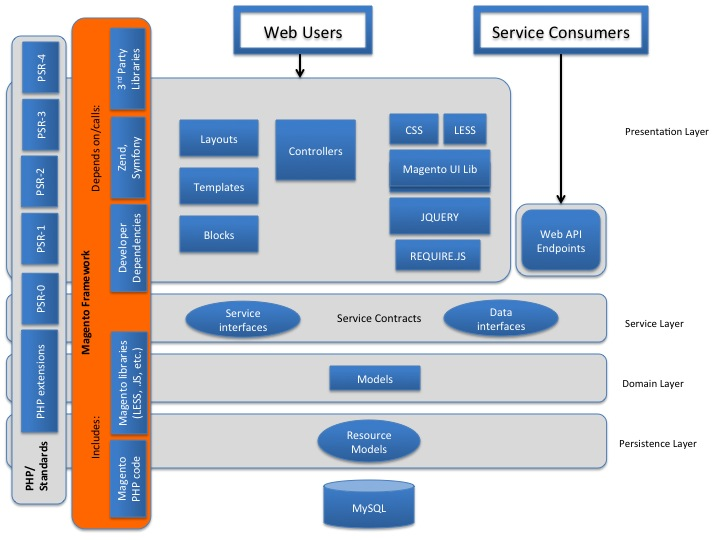 Web Users
Service Consumers
PSR-4
PSR-3
PSR-2
PSR-1
PSR-0
PHP extensions
PHP/
Standards
Magento Framework
Depends on/calls:
3rd Party
Libraries
Zend,
Symfony
Developer
Dependencies
Includes:
Magento libraries
(LESS, .JS, etc.)
Magento
PHP code
Layouts
Templates
Blocks
Controllers
CSS
LESS
Magento UI Lib
JQUERY
REQUIRE.JS
Web API
Endpoints
Presentation Layer
Service
interfaces
Service Contracts
Data
interfaces
Service Layer
Models
Domain Layer
Resource
Models
Persistence Layer
MySQL